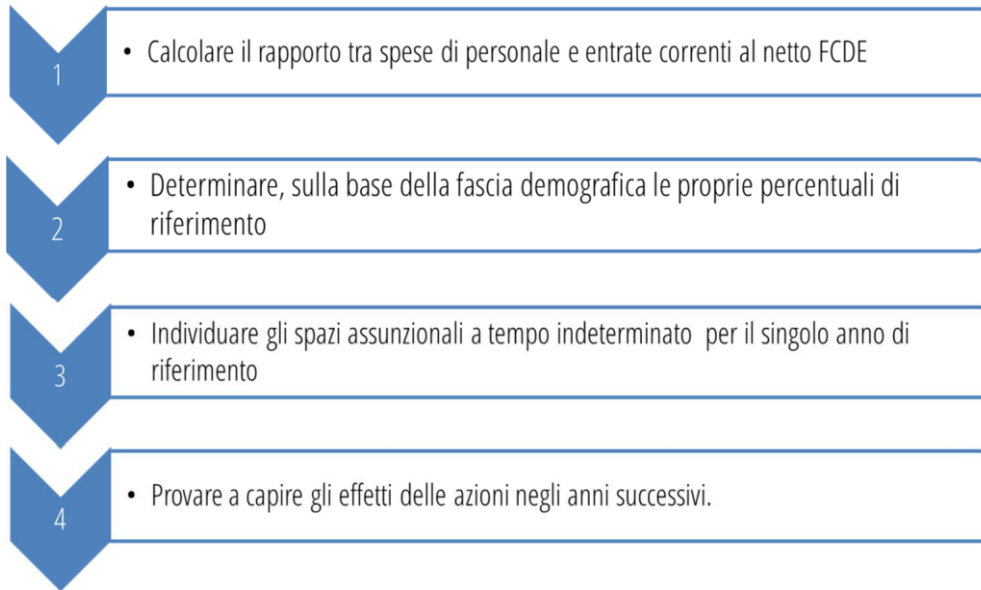 1
• Calcolare il rapporto tra spese di personale e entrate correnti al netto FCDE
2
• Determinare, sulla base della fascia demografica le proprie percentuali di
riferimento
3
• Individuare gli spazi assunzionali a tempo indeterminato per il singolo anno di
riferimento
4
• Provare a capire gli effetti delle azioni negli anni successivi.